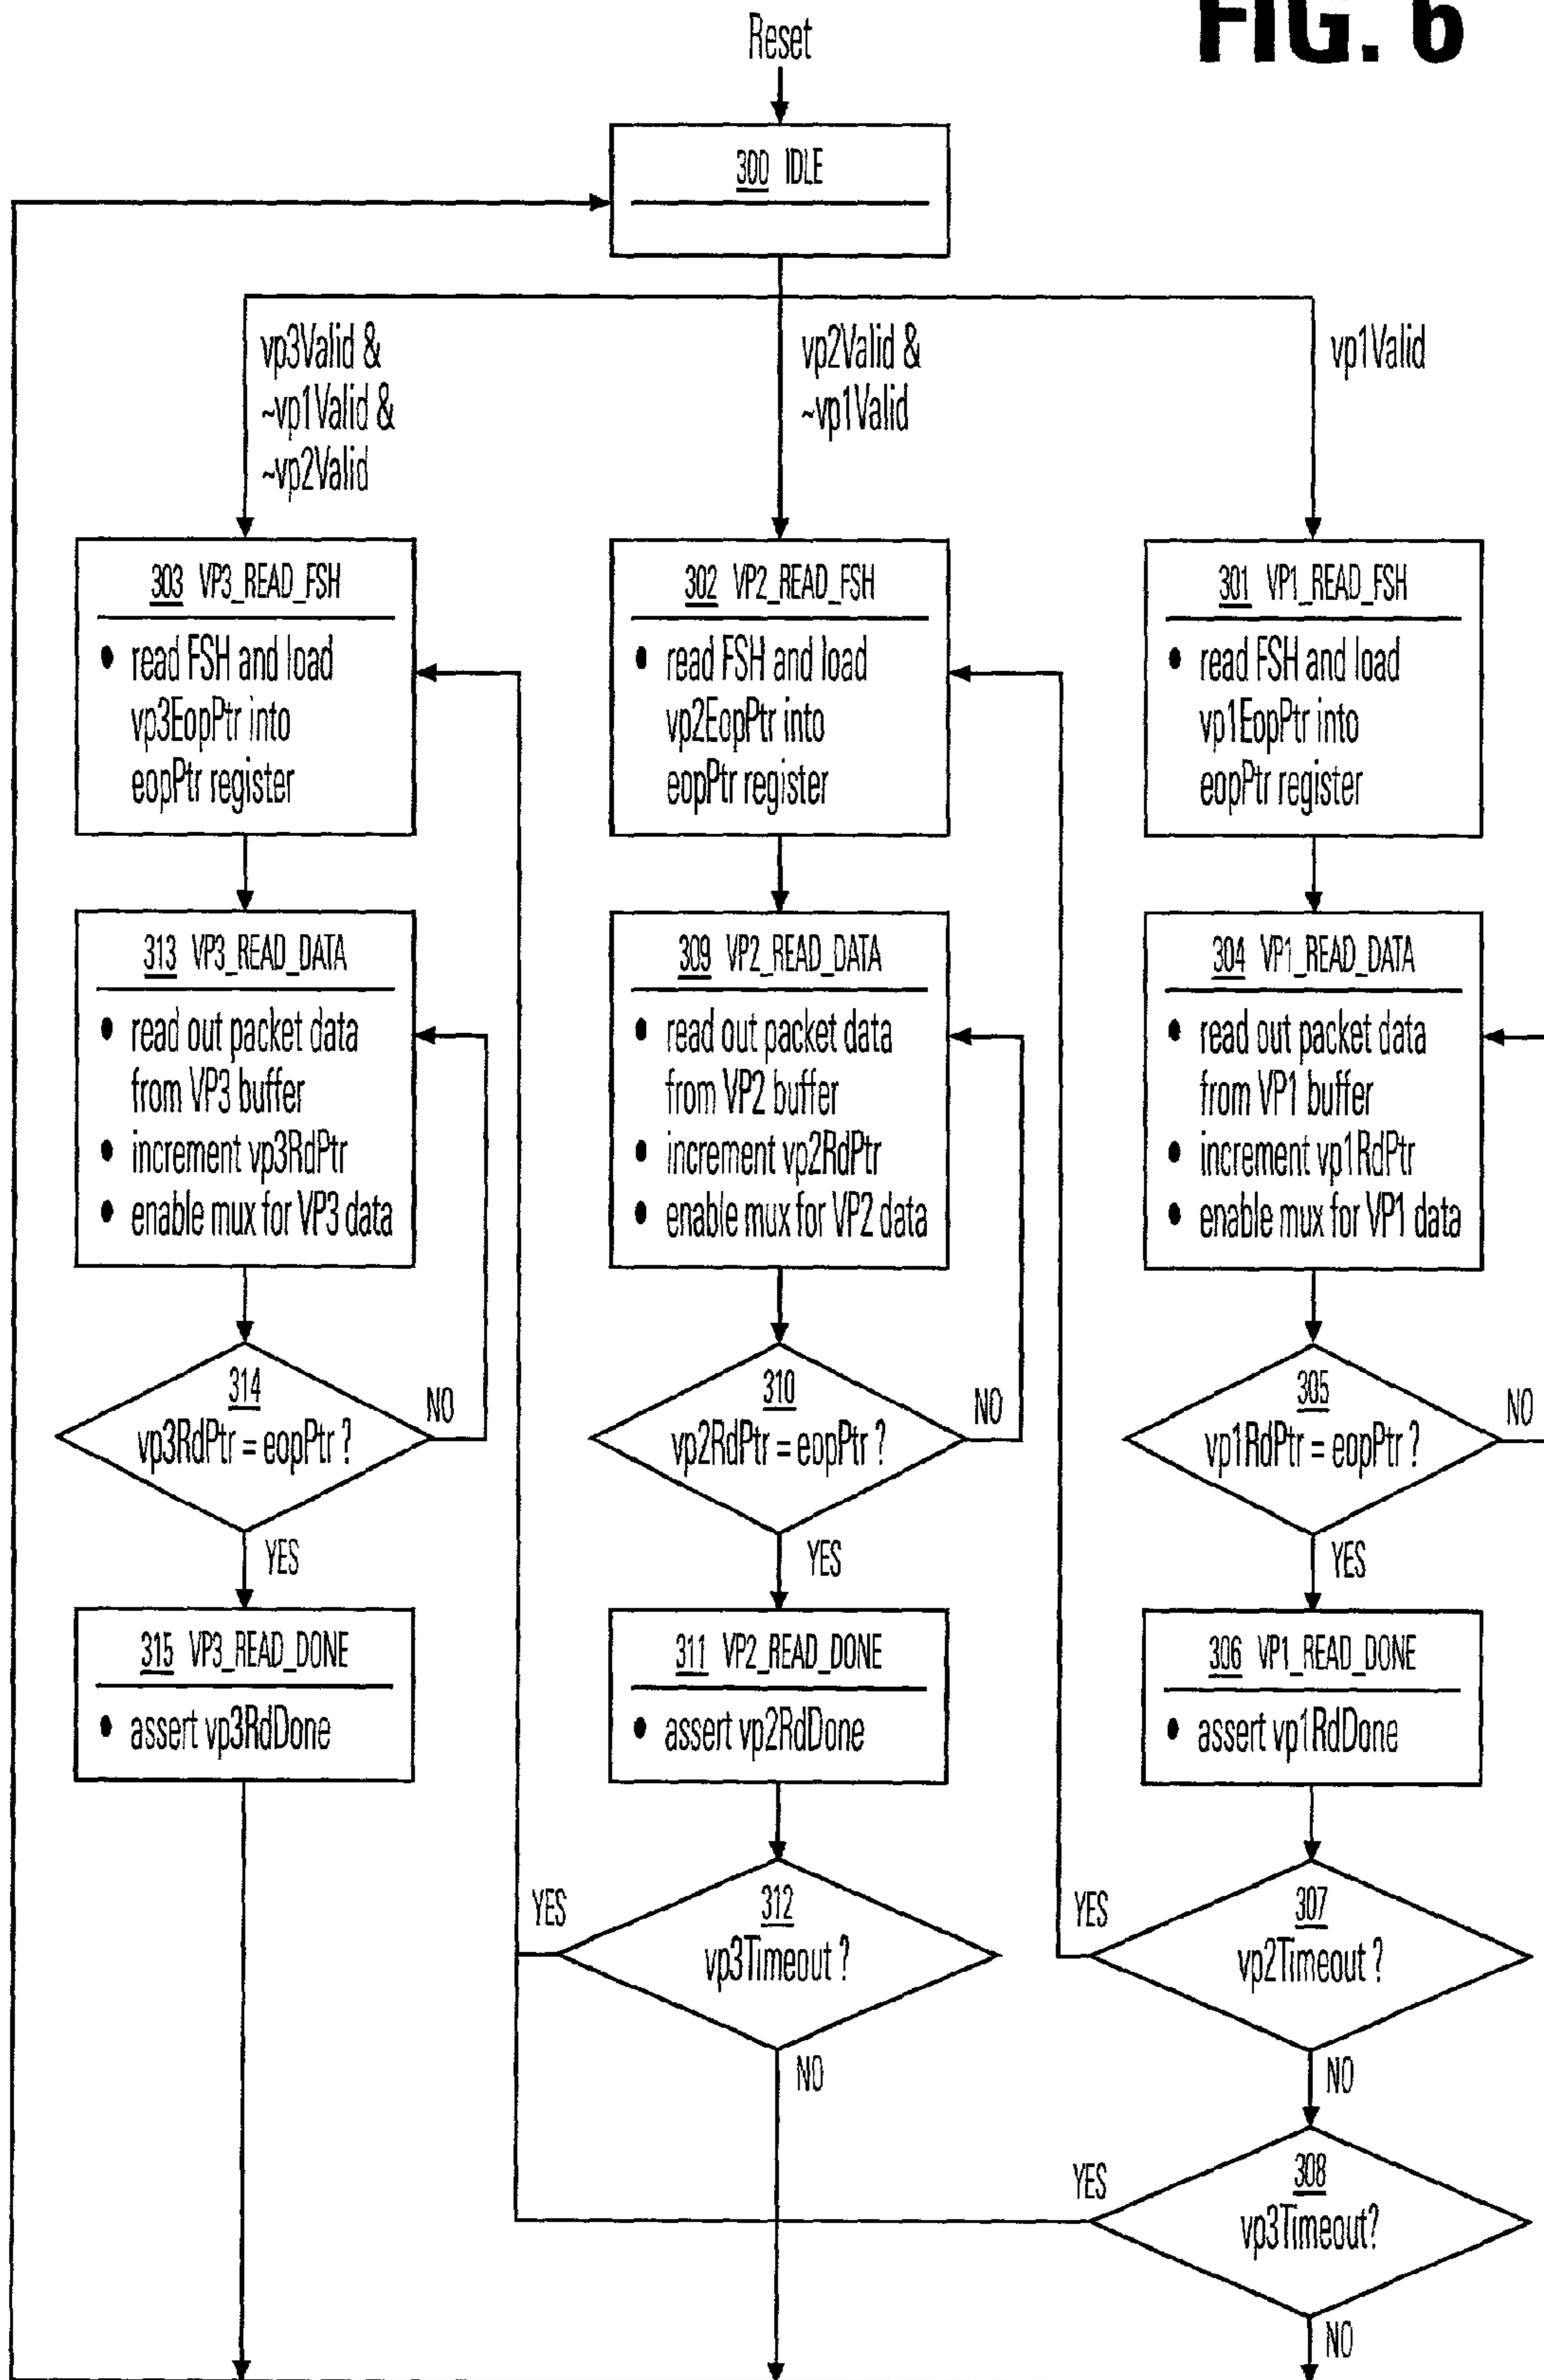 FIG. 6
Reset
300 IDLE
vp3Valid &
~vp1Valid &
~vp2Valid
vp2Valid &
~vp1Valid
vp1Valid
303 VP3_READ_FSH
• read FSH and load
vp3EopPtr into
eopPtr register
302 VP2_READ_FSH
• read FSH and load
vp2EopPtr into
eopPtr register
301 VP1_READ_FSH
• read FSH and load
vp1EopPtr into
eopPtr register
313 VP3_READ_DATA
• read out packet data
from VP3 buffer
• increment vp3RdPtr
• enable mux for VP3 data
309 VP2_READ_DATA
• read out packet data
from VP2 buffer
• increment vp2RdPtr
• enable mux for VP2 data
304 VP1_READ_DATA
• read out packet data
from VP1 buffer
• increment vp1RdPtr
• enable mux for VP1 data
314
vp3RdPtr = eopPtr ?
NO
YES
310
vp2RdPtr = eopPtr ?
NO
YES
305
vp1RdPtr = eopPtr ?
NO
YES
315 VP3_READ_DONE
• assert vp3RdDone
311 VP2_READ_DONE
• assert vp2RdDone
306 VP1_READ_DONE
• assert vp1RdDone
YES
312
vp3Timeout ?
NO
YES
307
vp2Timeout ?
NO
YES
308
vp3Timeout?
NO